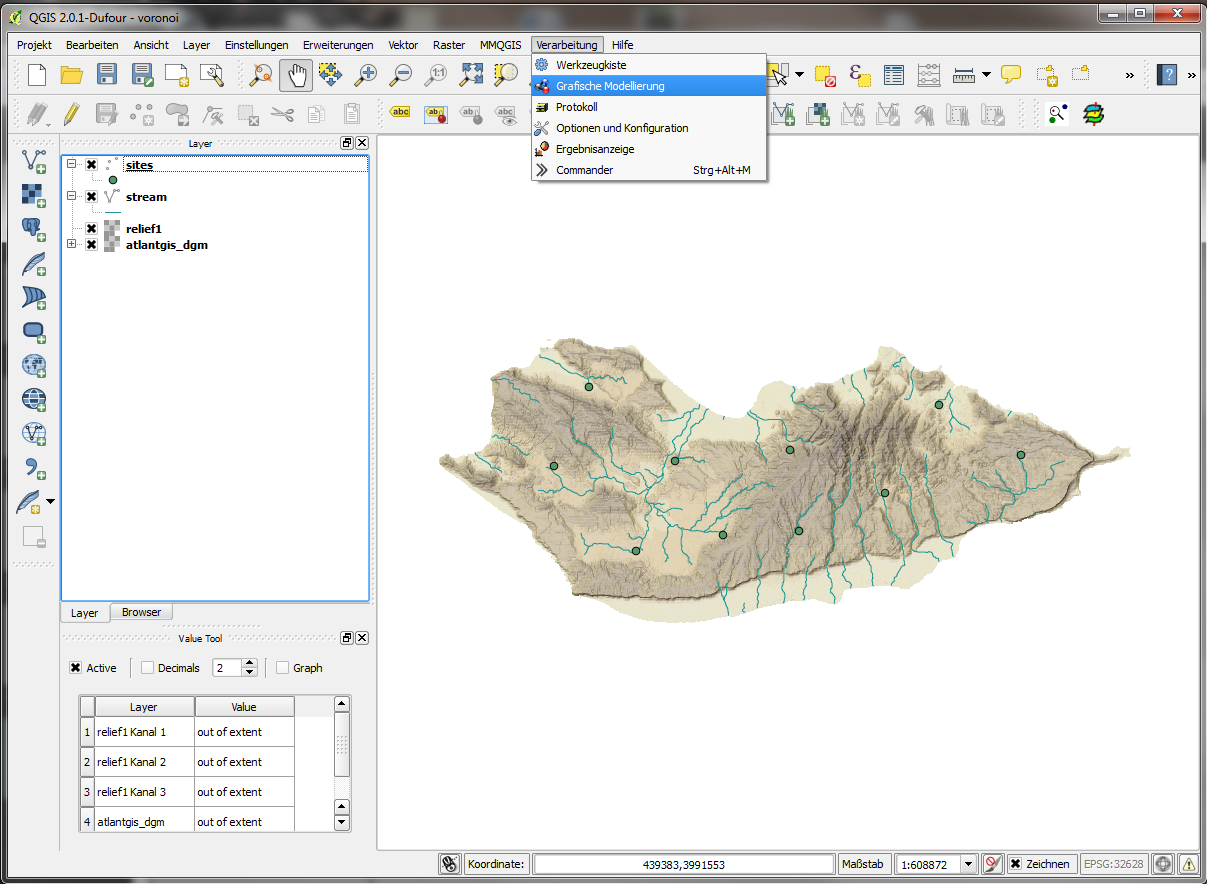 QGIS 2.0.1-Dufour - voronoi
Projekt Bearbeiten Ansicht Layer Einstellungen Erweiterungen Vektor Raster MMQGIS Verarbeitung Hilfe
Werkzeugkiste
Grafische Modellierung
Protokoll
Optionen und Konfiguration
Ergebnisanzeige
Commander Strg+Alt+M
abc
Layer
sites
stream
relief1
atlantgis_dgm
Layer Browser
Value Tool
Active Decimals 2 Graph
Layer Value
1 relief1 Kanal 1 out of extent
2 relief1 Kanal 2 out of extent
3 relief1 Kanal 3 out of extent
4 atlantgis_dgm out of extent
Koordinate: 439383,3991553 Maßstab 1:608872 Zeichnen EPSG:32628